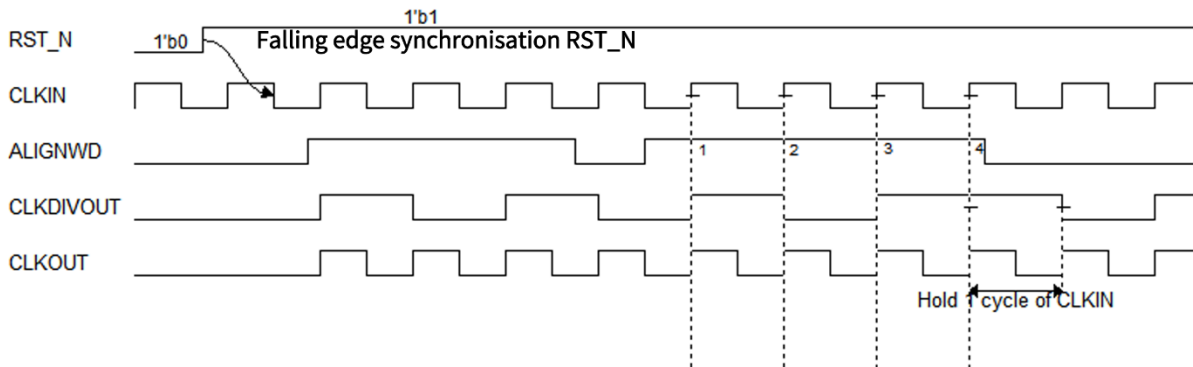 1'b1
RST_N
1'b0
Falling edge synchronisation RST_N
CLKIN
ALIGNWD
1
2
3
4
CLKDIVOUT
CLKOUT
Hold 1 cycle of CLKIN